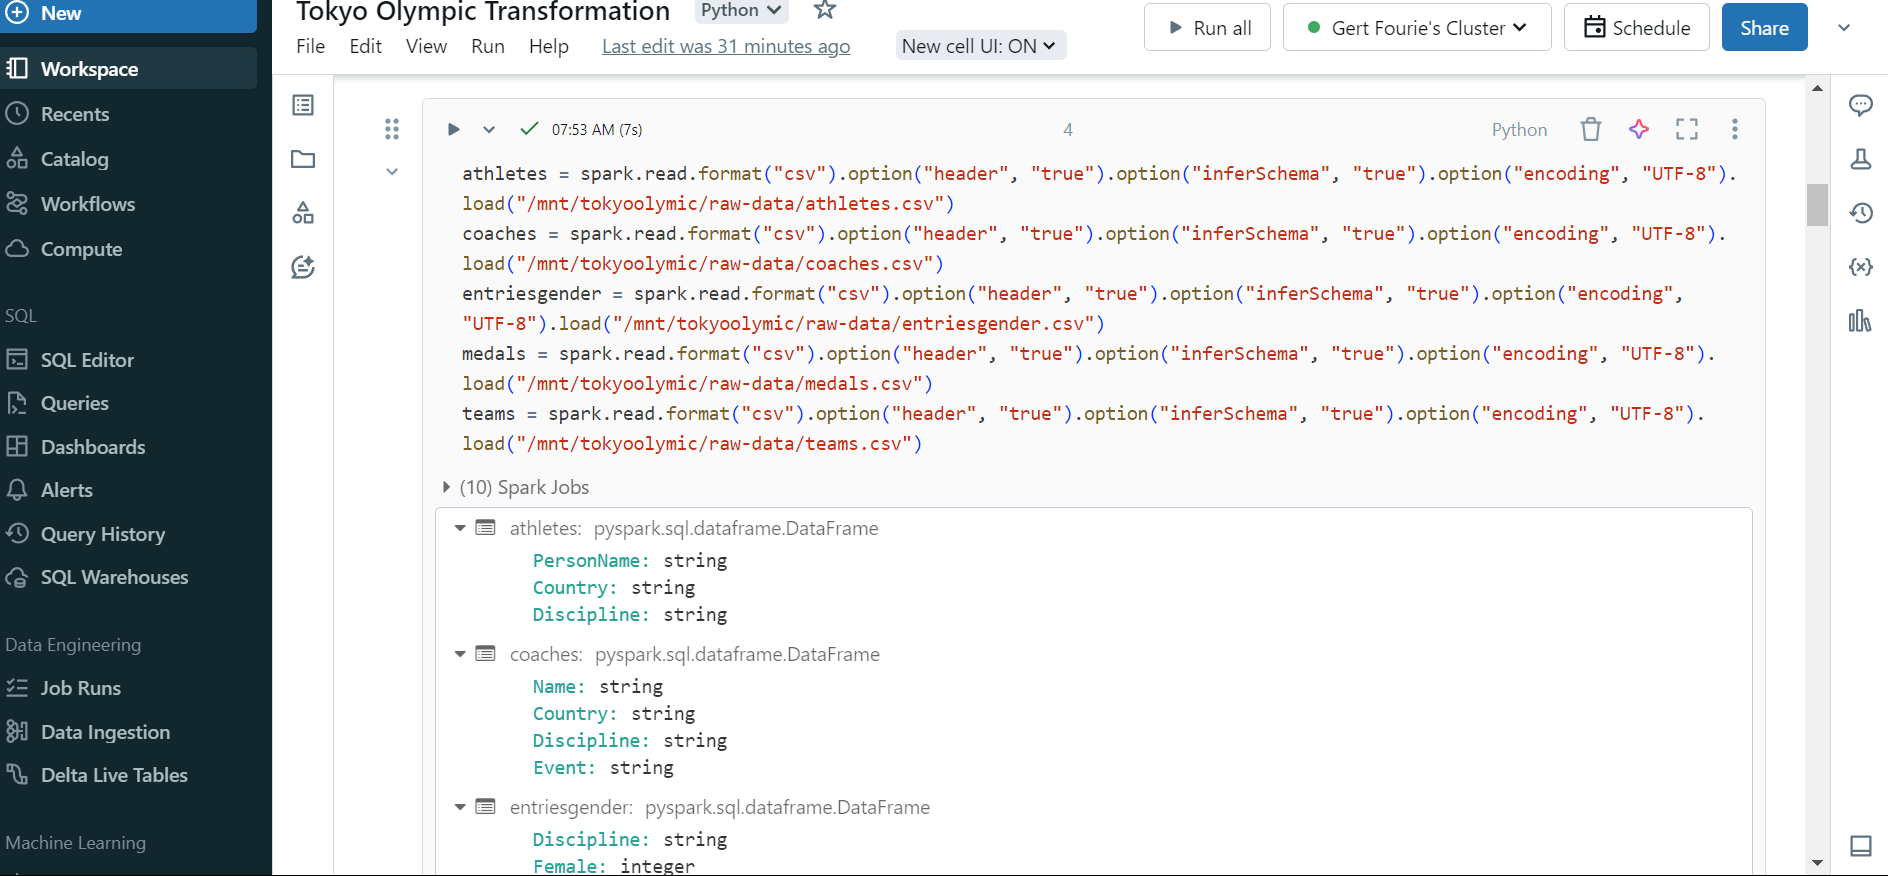 New
Workspace
Recents
Catalog
Workflows
Compute
SQL
SQL Editor
Queries
Dashboards
Alerts
Query History
SQL Warehouses
Data Engineering
Job Runs
Data Ingestion
Delta Live Tables
Machine Learning
Tokyo Olympic Transformation Python
File Edit View Run Help Last edit was 31 minutes ago New cell UI: ON
Run all Gert Fourie's Cluster Schedule Share
07:53 AM (7s) 4 Python
athletes = spark.read.format("csv").option("header", "true").option("inferSchema", "true").option("encoding", "UTF-8").
load("/mnt/tokyoolymic/raw-data/athletes.csv")
coaches = spark.read.format("csv").option("header", "true").option("inferSchema", "true").option("encoding", "UTF-8").
load("/mnt/tokyoolymic/raw-data/coaches.csv")
entriesgender = spark.read.format("csv").option("header", "true").option("inferSchema", "true").option("encoding",
"UTF-8").load("/mnt/tokyoolymic/raw-data/entriesgender.csv")
medals = spark.read.format("csv").option("header", "true").option("inferSchema", "true").option("encoding", "UTF-8").
load("/mnt/tokyoolymic/raw-data/medals.csv")
teams = spark.read.format("csv").option("header", "true").option("inferSchema", "true").option("encoding", "UTF-8").
load("/mnt/tokyoolymic/raw-data/teams.csv")
(10) Spark Jobs
athletes: pyspark.sql.dataframe.DataFrame
PersonName: string
Country: string
Discipline: string
coaches: pyspark.sql.dataframe.DataFrame
Name: string
Country: string
Discipline: string
Event: string
entriesgender: pyspark.sql.dataframe.DataFrame
Discipline: string
Female: integer